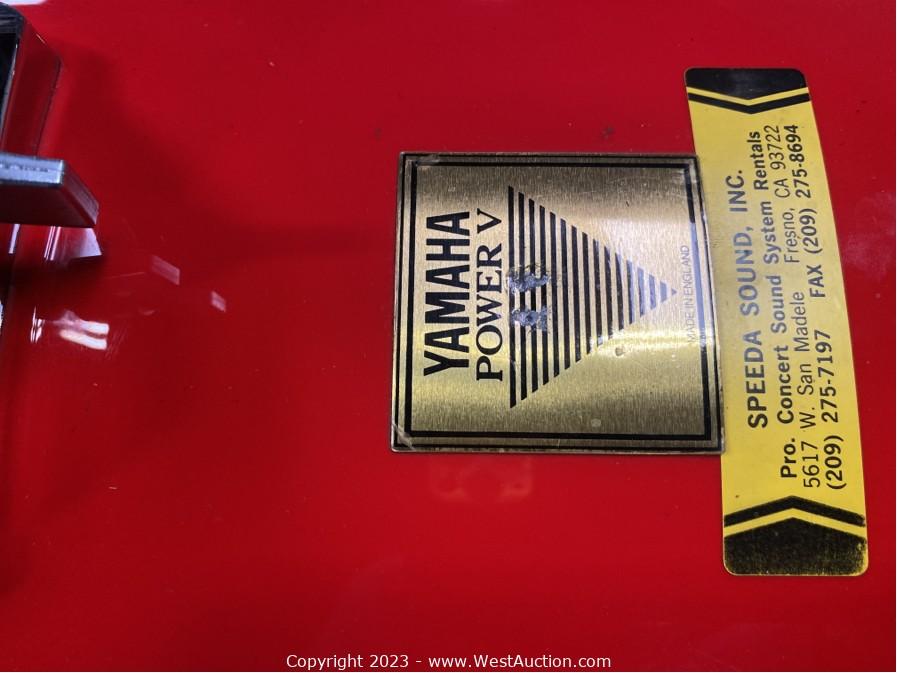 YAMAHA
POWER V
MADE IN ENGLAND
SPEEDA SOUND, INC.
Pro. Concert Sound System Rentals
5617 W. San Madele Fresno, CA 93722
(209) 275-7197 FAX (209) 275-8694
Copyright 2023 - www.WestAuction.com